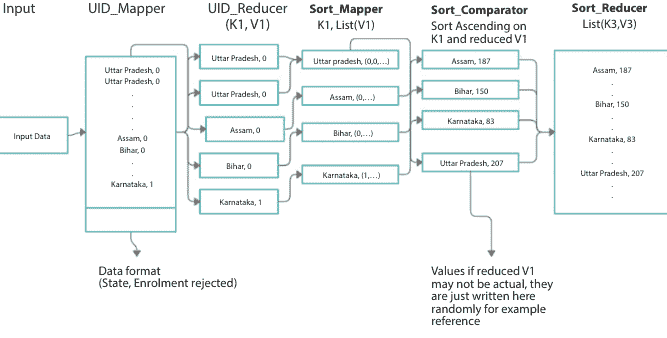 Input
UID_Mapper
UID_Reducer
(K1, V1)
Sort_Mapper
K1, List(V1)
Sort_Comparator
Sort Ascending on
K1 and reduced V1
Sort_Reducer
List(K3,V3)
Input Data
Uttar Pradesh, 0
Uttar Pradesh, 0
.
.
.
Assam, 0
Bihar, 0
.
.
Karnataka, 1
Uttar Pradesh, 0
Uttar Pradesh, 0
Assam, 0
Bihar, 0
Karnataka, 1
Uttar pradesh, (0,0,...)
Assam, (0,...)
Bihar, (0,...)
Karnataka, (1,...)
Assam, 187
Bihar, 150
Karnataka, 83
Uttar Pradesh, 207
Assam, 187
.
.
Bihar, 150
.
.
Karnataka, 83
.
.
Uttar Pradesh, 207
.
.
Data format
(State, Enrolment rejected)
Values if reduced V1
may not be actual, they
are just written here
randomly for example
reference